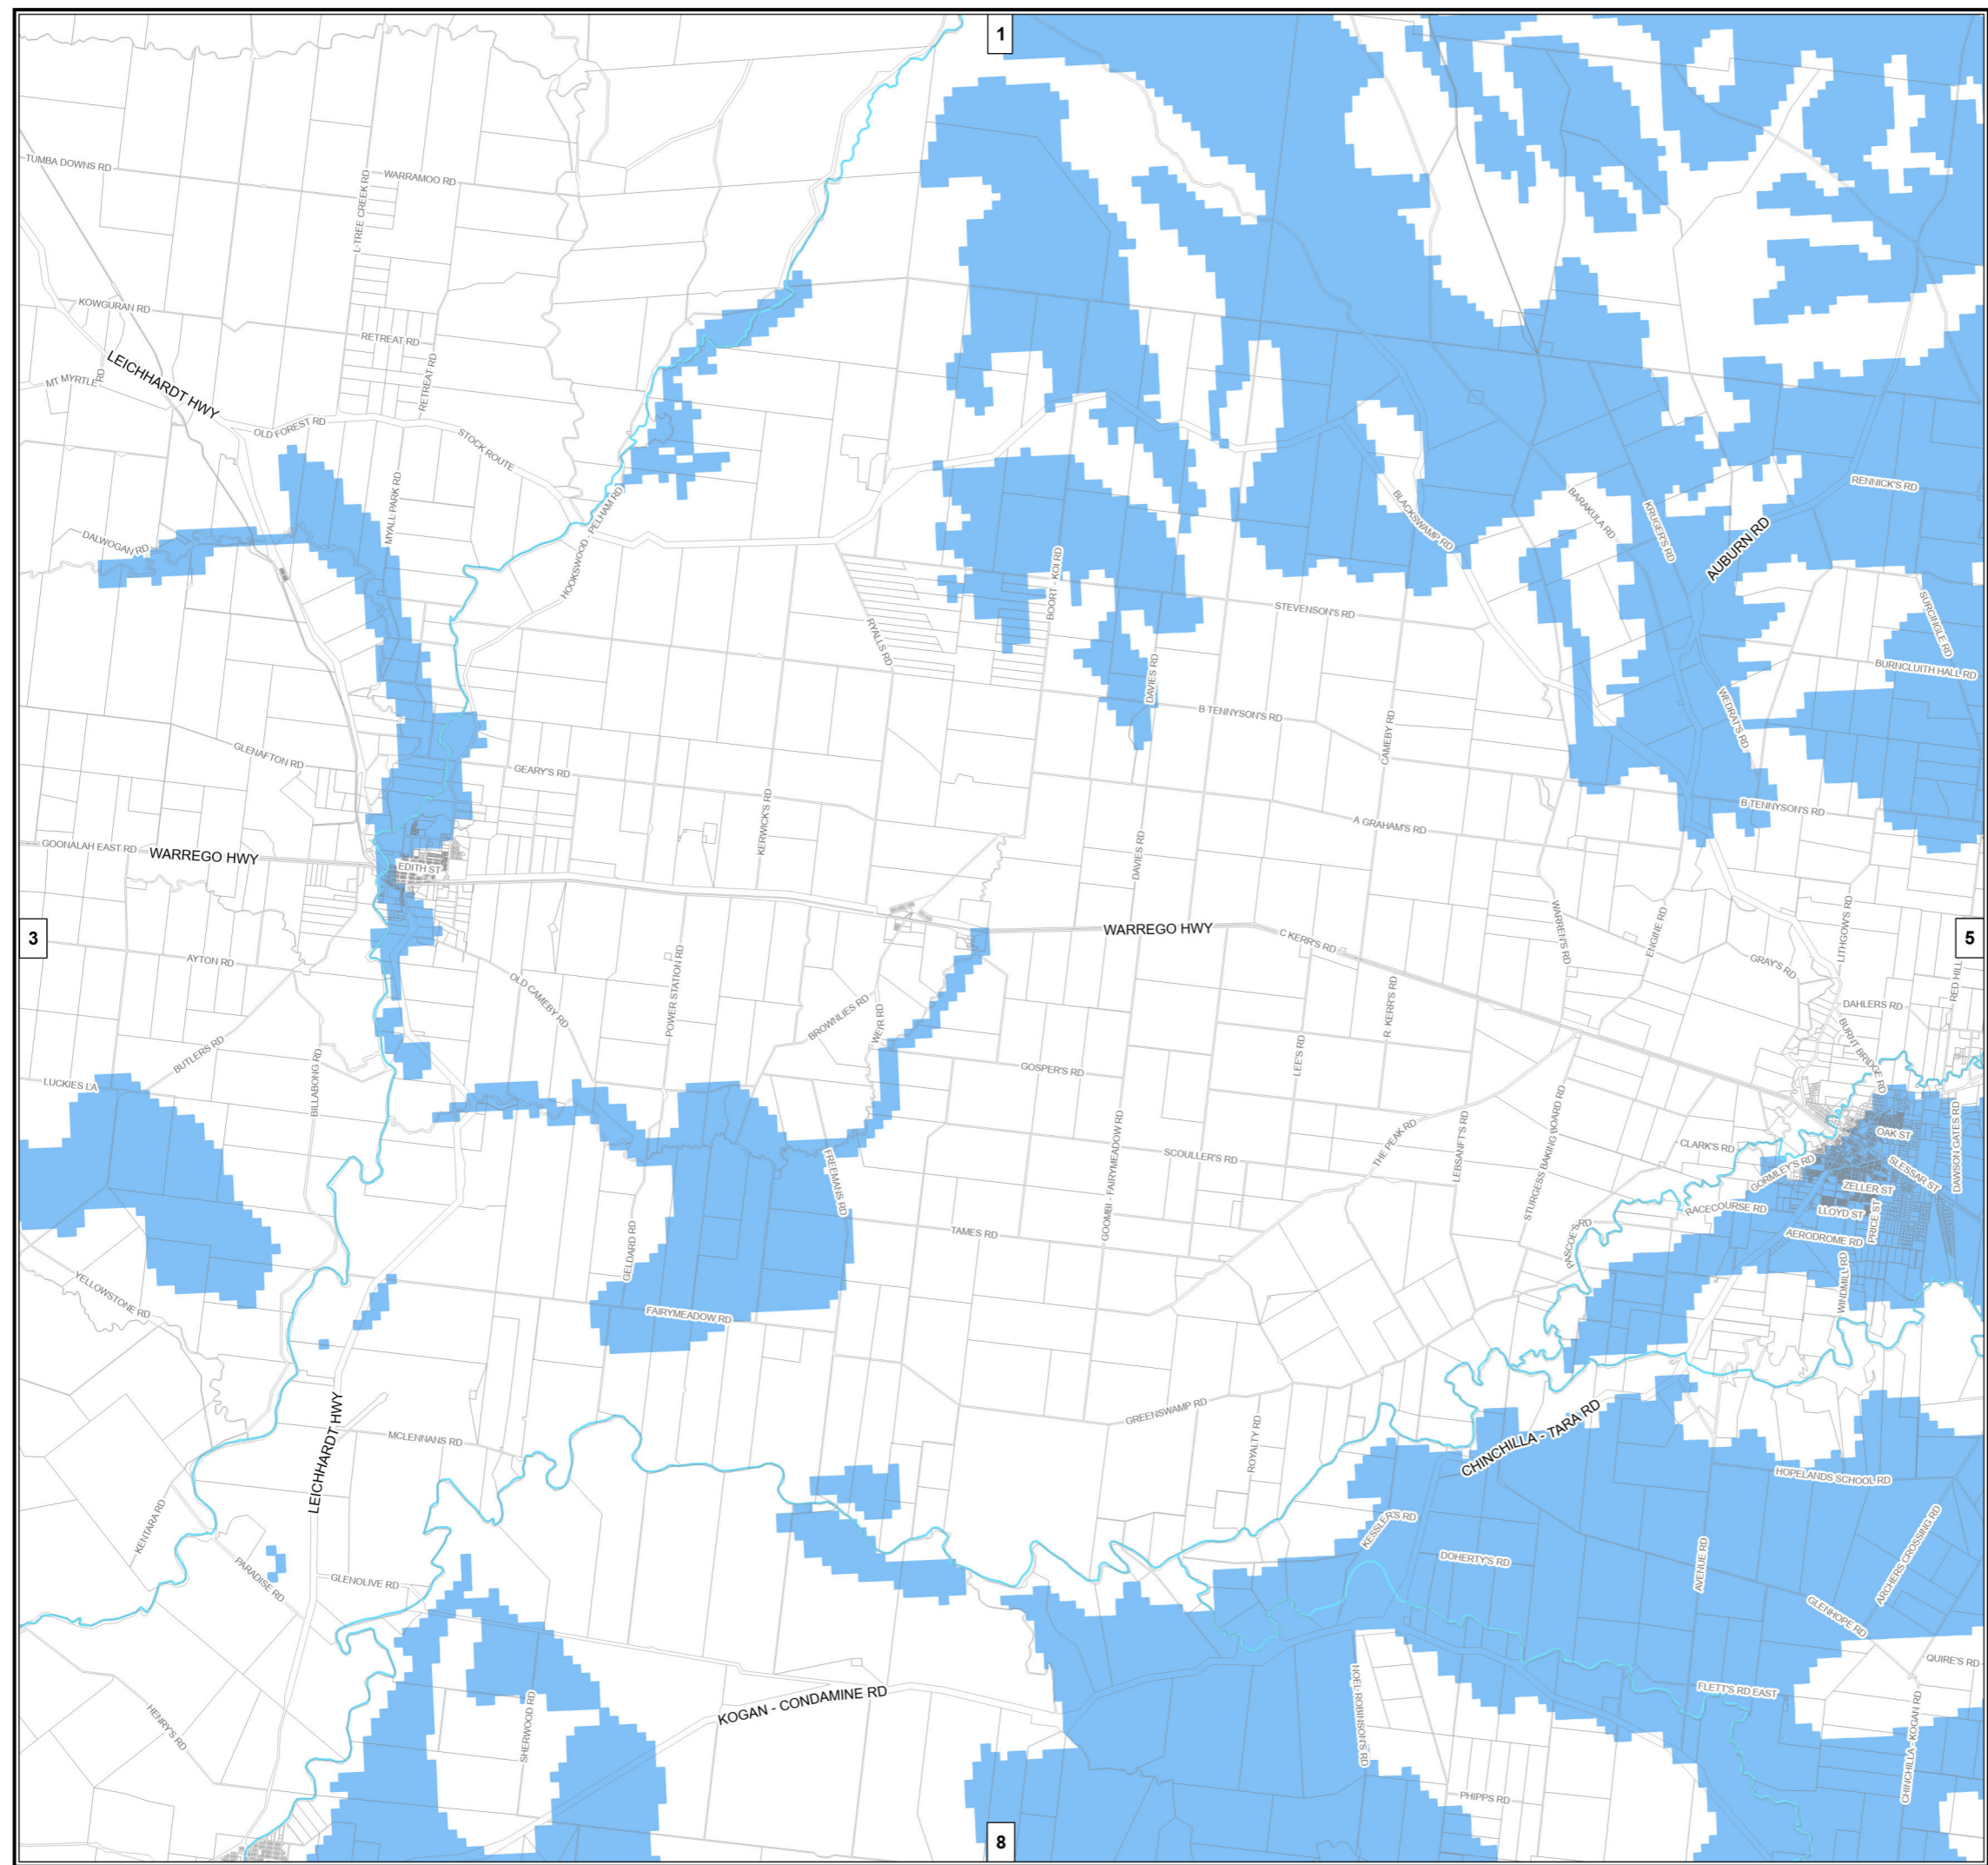 1
TUMBA DOWNS RD
WARRAMOO RD
L-TREE CREEK RD
KOWGURAN RD
RETREAT RD
RETREAT RD
LEICHHARDT HWY
MT MYRTLE RD
OLD FOREST RD
STOCK ROUTE
MYALL PARK RD
HOOKSWOOD - PELHAM RD
DALWOGAN RD
BLACKSWAMP RD
BARAKULA RD
KRUGER'S RD
AUBURN RD
RENNICK'S RD
SURCINGLE RD
BURNCLUITH HALL RD
WEDRAT'S RD
BOORT - KOI RD
STEVENSON'S RD
RYALLS RD
DAVIES RD
B TENNYSON'S RD
CAMEBY RD
B TENNYSON'S RD
GLENAFTON RD
GEARY'S RD
KERWICK'S RD
A GRAHAM'S RD
DAVIES RD
GOONALAH EAST RD
WARREGO HWY
EDITH ST
3
WARREGO HWY
C KERR'S RD
WARREN'S RD
ENGINE RD
LITHGOW'S RD
GRAY'S RD
RED HILL
5
AYTON RD
OLD CAMEBY RD
POWER STATION RD
BROWNLIES RD
WEIR RD
R. KERR'S RD
DAHLERS RD
BURNT BRIDGE RD
BUTLERS RD
BILLABONG RD
LUCKIES LA
GOSPER'S RD
LEE'S RD
GOOMBI - FAIRYMEADOW RD
SCOULLER'S RD
THE PEAK RD
LEBSANFT'S RD
STURGESS BAKING BOARD RD
CLARK'S RD
OAK ST
SLESSAR ST
DAWSON GATES RD
GORMLEY'S RD
ZELLER ST
RACECOURSE RD
LLOYD ST
PRICE ST
AERODROME RD
WINDMILL RD
PASCOE'S RD
FREEMANS RD
TAMES RD
GELDARD RD
FAIRYMEADOW RD
YELLOWSTONE RD
LEICHHARDT HWY
MCLENNANS RD
GREENSWAMP RD
ROYALTY RD
CHINCHILLA - TARA RD
HOPELANDS SCHOOL RD
KENTARA RD
PARADISE RD
GLENOLIVE RD
KESSLER'S RD
DOHERTY'S RD
AVENUE RD
ARCHERS CROSSING RD
GLENHOPE RD
QUIRE'S RD
FLETT'S RD EAST
CHINCHILLA - KOGAN RD
HENRY'S RD
SHERWOOD RD
KOGAN - CONDAMINE RD
NOEL ROBINSON'S RD
PHIPPS RD
8